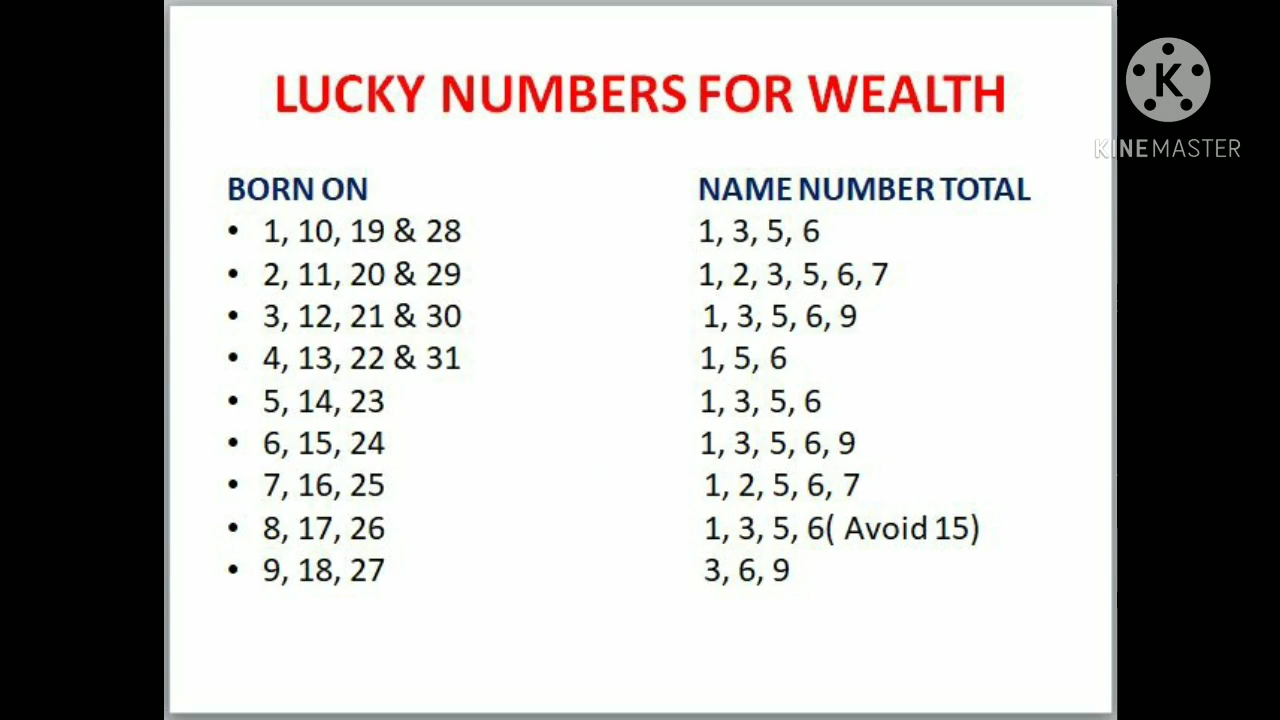 LUCKY NUMBERS FOR WEALTH
KINEMASTER
BORN ON NAME NUMBER TOTAL
• 1, 10, 19 & 28 1, 3, 5, 6
• 2, 11, 20 & 29 1, 2, 3, 5, 6, 7
• 3, 12, 21 & 30 1, 3, 5, 6, 9
• 4, 13, 22 & 31 1, 5, 6
• 5, 14, 23 1, 3, 5, 6
• 6, 15, 24 1, 3, 5, 6, 9
• 7, 16, 25 1, 2, 5, 6, 7
• 8, 17, 26 1, 3, 5, 6( Avoid 15)
• 9, 18, 27 3, 6, 9